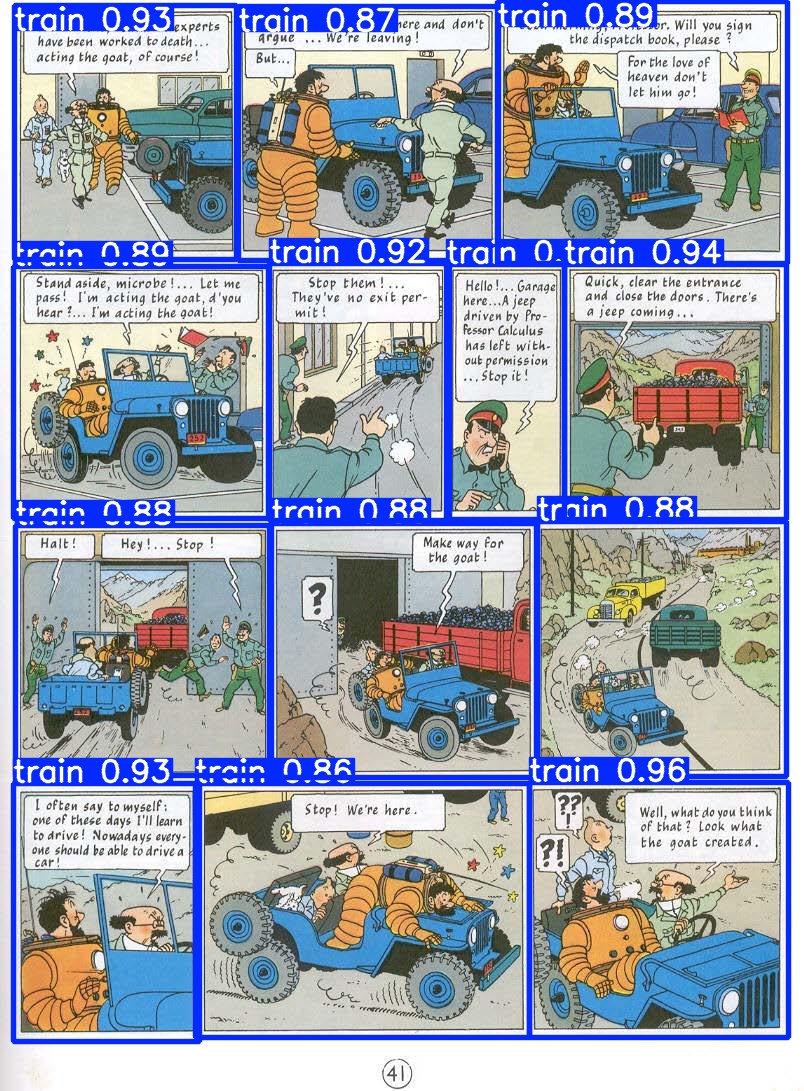 train 0.93
experts
have been worked to death...
acting the goat, of course!
train 0.87
here and don't
argue ... We're leaving!
But...
train 0.89
Will you sign
the dispatch book, please ?
For the love of
heaven don't
let him go!
train 0.89
Stand aside, microbe!... Let me
pass! I'm acting the goat, d'you
hear ?... I'm acting the goat!
252
train 0.92
Stop them!...
They've no exit per-
mit!
train
Hello!... Garage
here...A jeep
driven by Pro-
fessor Calculus
has left with-
out permission
...Stop it!
train 0.94
Quick, clear the entrance
and close the doors. There's
a jeep coming...
train 0.88
Halt!
Hey!... Stop !
train 0.88
?
Make way for
the goat!
train 0.88
train 0.93
I often say to myself:
one of these days I'll learn
to drive! Nowadays every-
one should be able to drive a
car!
train 0.86
Stop! We're here.
train 0.96
??
!
?!
Well, what do you think
of that? Look what
the goat created.
41